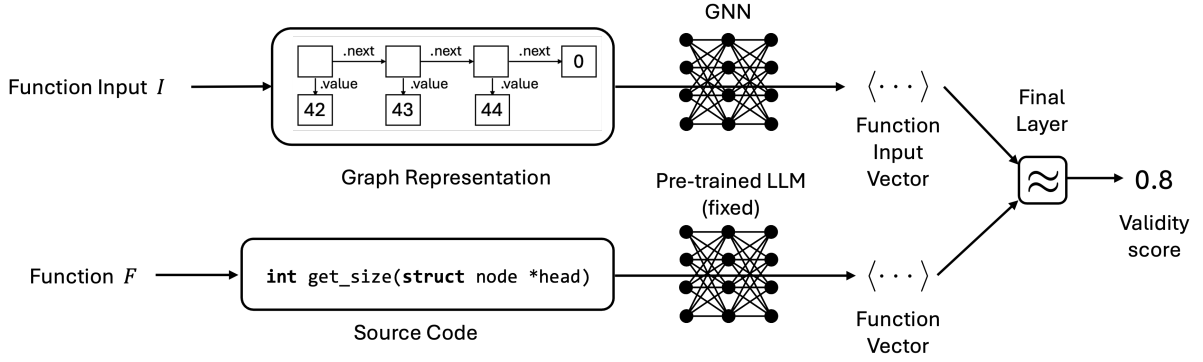 GNN
Function Input I
.next
.next
.next
0
.value
.value
.value
42
43
44
Graph Representation
⟨···⟩
Function
Input
Vector
Final
Layer
≈
0.8
Validity
score
Pre-trained LLM
(fixed)
Function F
int get_size(struct node *head)
Source Code
⟨···⟩
Function
Vector